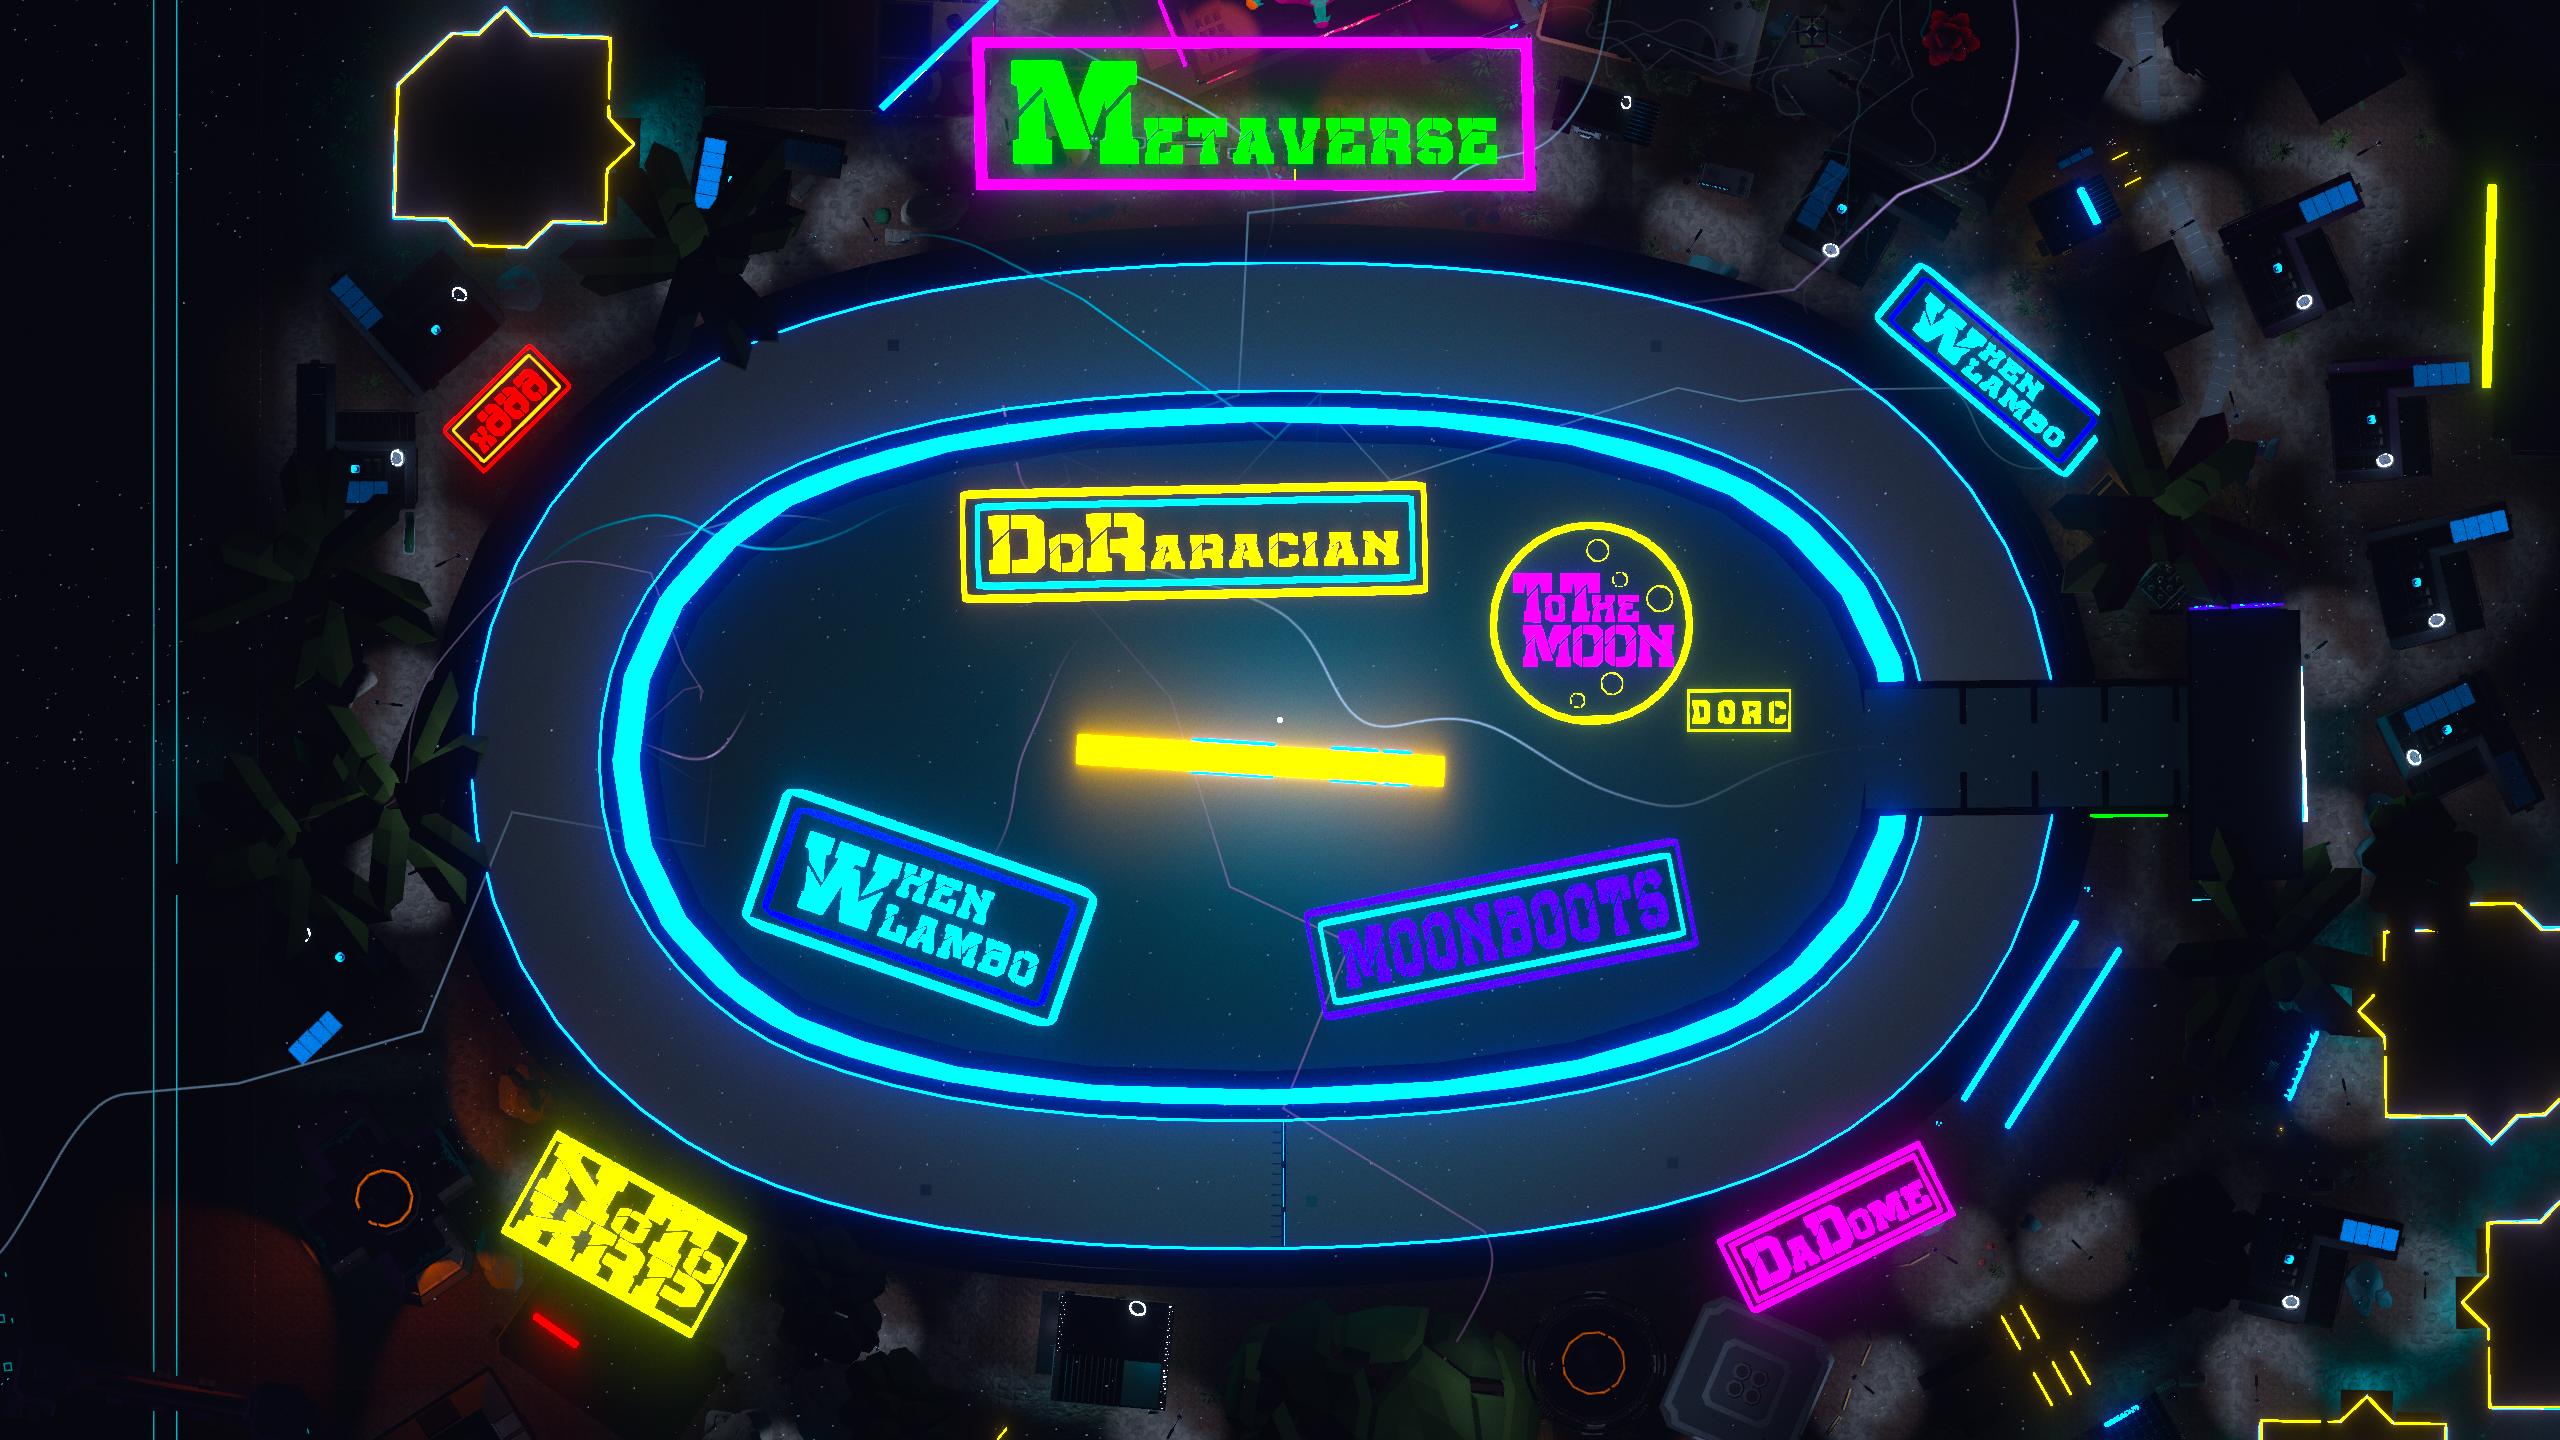 METAVERSE
WHEN
LAMBO
DORARACIAN
TO THE
MOON
DORC
WHEN
LAMBO
MOONBOOTS
DADOME